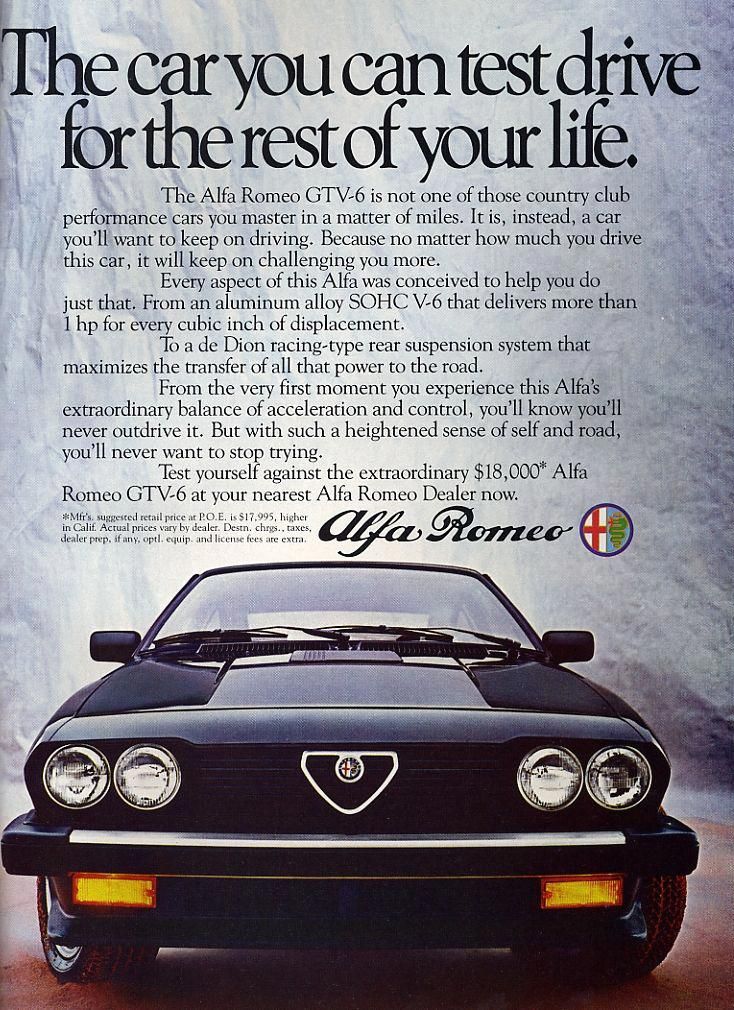 The car you can test drive
for the rest of your life.
The Alfa Romeo GTV-6 is not one of those country club
performance cars you master in a matter of miles. It is, instead, a car
you'll want to keep on driving. Because no matter how much you drive
this car, it will keep on challenging you more.
Every aspect of this Alfa was conceived to help you do
just that. From an aluminum alloy SOHC V-6 that delivers more than
1 hp for every cubic inch of displacement.
To a de Dion racing-type rear suspension system that
maximizes the transfer of all that power to the road.
From the very first moment you experience this Alfa's
extraordinary balance of acceleration and control, you'll know you'll
never outdrive it. But with such a heightened sense of self and road,
you'll never want to stop trying.
Test yourself against the extraordinary $18,000* Alfa
Romeo GTV-6 at your nearest Alfa Romeo Dealer now.
*Mfr's. suggested retail price at P.O.E. is $17,995, higher
in Calif. Actual prices vary by dealer. Destn. chrgs., taxes,
dealer prep, if any, optl. equip. and license fees are extra.
Alfa Romeo